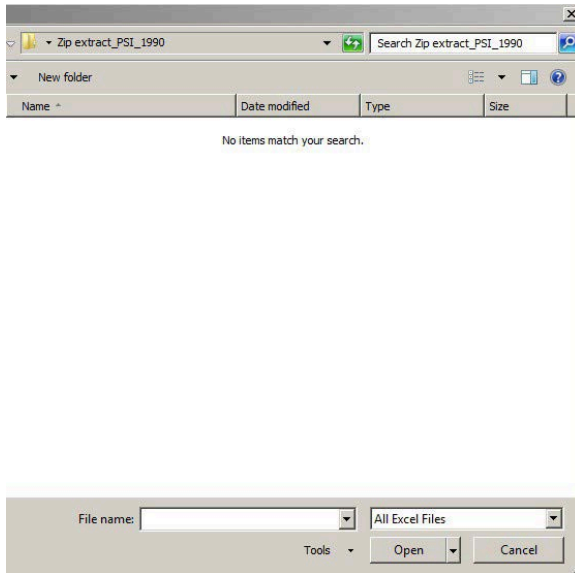 Zip extract_PSI_1990 Search Zip extract_PSI_1990
New folder
Name Date modified Type Size
No items match your search.
File name: All Excel Files
Tools Open Cancel